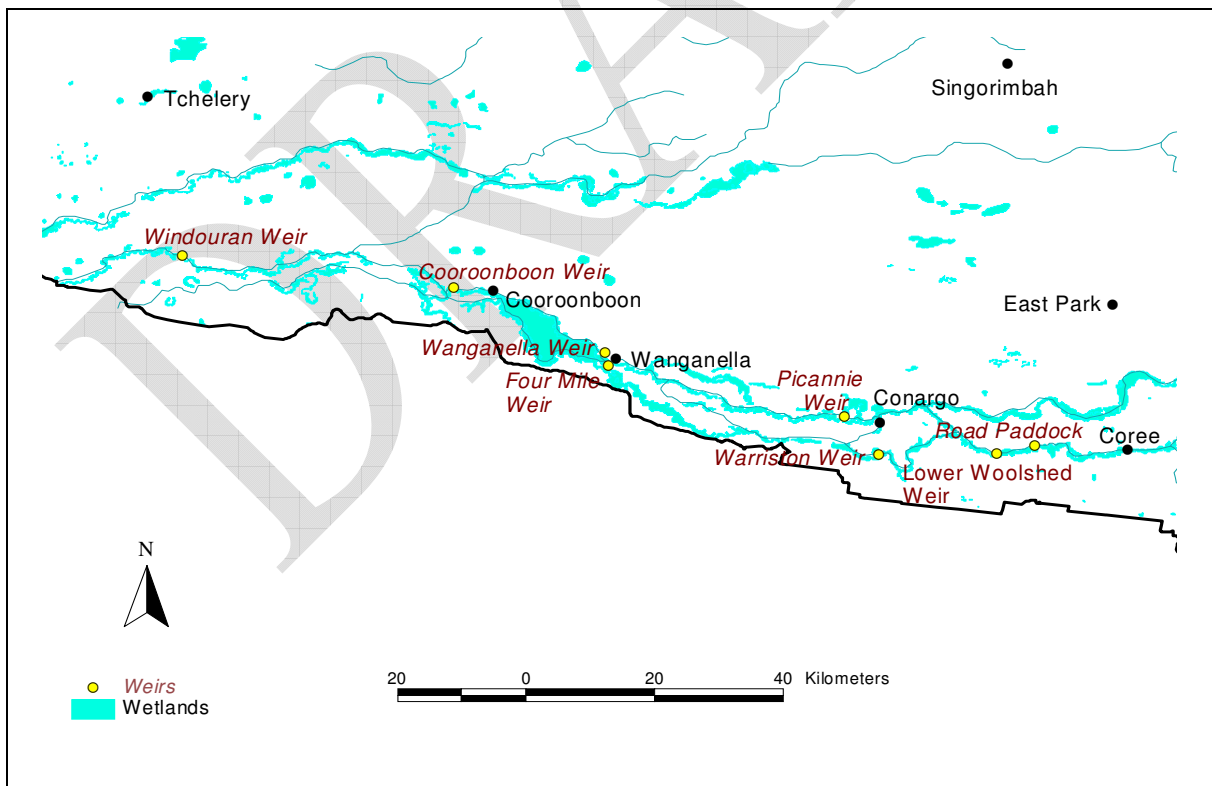 Singorimbah
Tchelery
Windouran Weir
Cooroonboon Weir
Cooroonboon
East Park
Wanganella Weir
Wanganella
Four Mile
Weir
Picannie
Weir
Conargo
Road Paddock
Coree
Warriston Weir
Lower Woolshed
Weir
N
20 0 20 40 Kilometers
Weirs
Wetlands
DRA